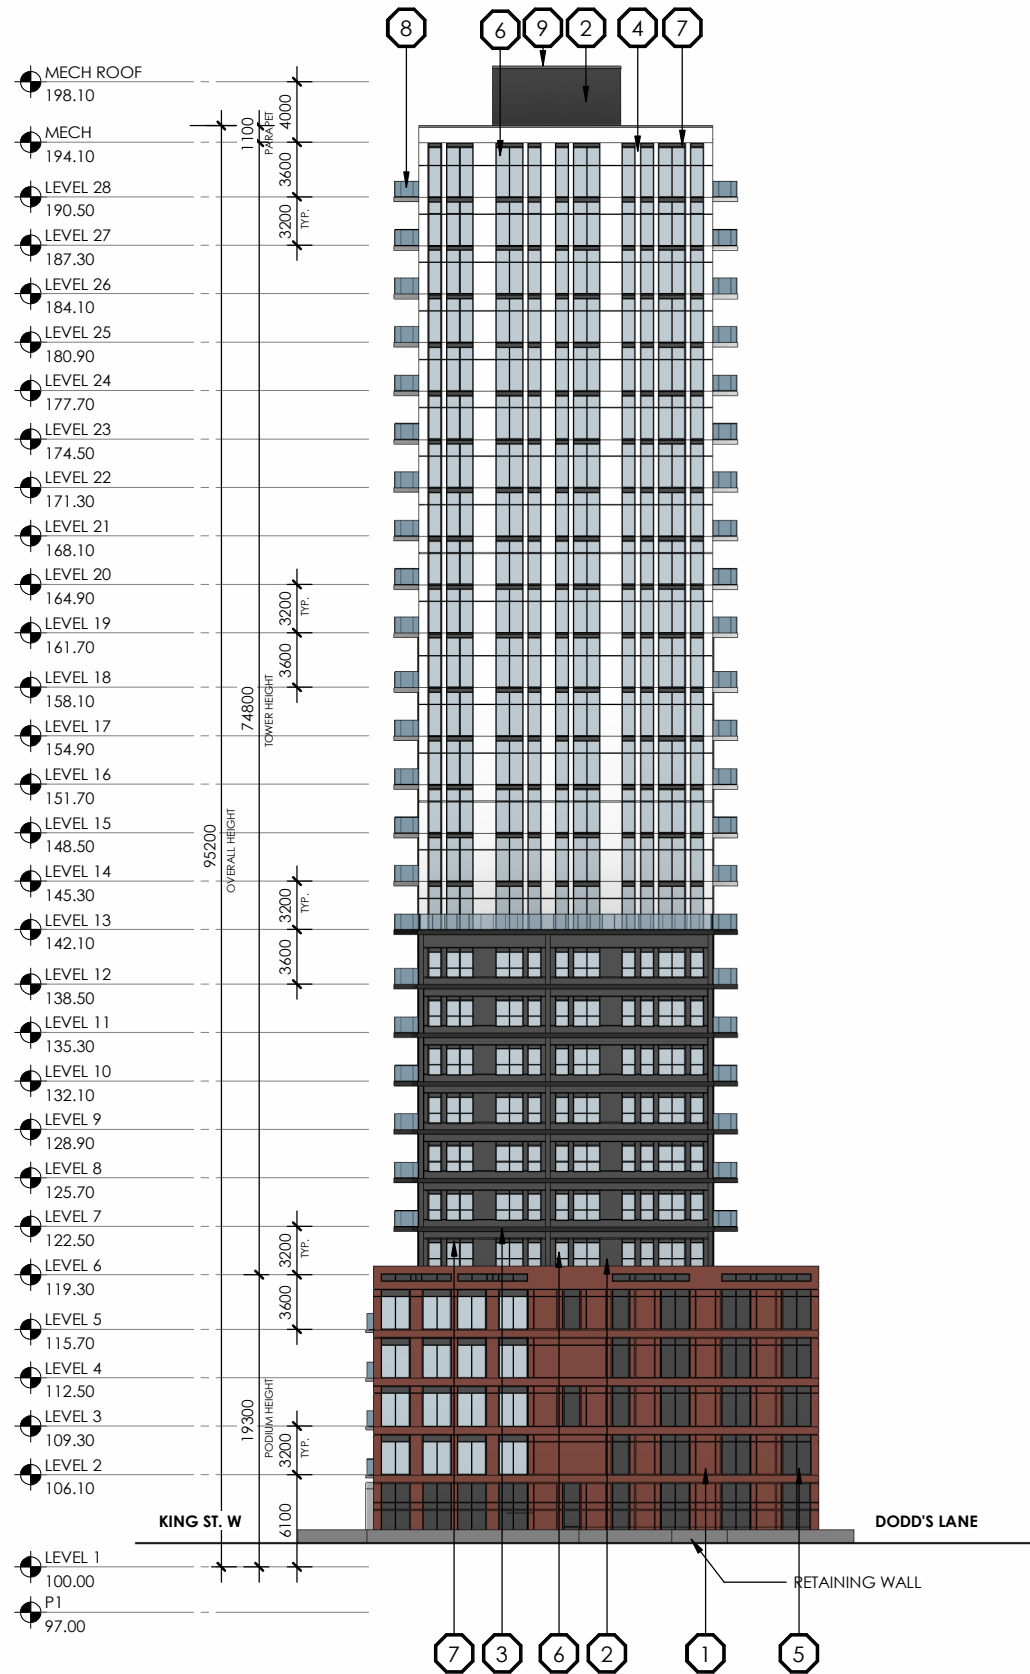 8
6
9
2
4
7
MECH ROOF
198.10
4000
MECH
194.10
1100
PARAPET
3600
LEVEL 28
190.50
3200
TYP.
LEVEL 27
187.30
LEVEL 26
184.10
LEVEL 25
180.90
LEVEL 24
177.70
LEVEL 23
174.50
LEVEL 22
171.30
LEVEL 21
168.10
LEVEL 20
164.90
3200
TYP.
LEVEL 19
161.70
3600
LEVEL 18
158.10
74800
TOWER HEIGHT
LEVEL 17
154.90
LEVEL 16
151.70
LEVEL 15
148.50
95200
OVERALL HEIGHT
LEVEL 14
145.30
3200
TYP.
LEVEL 13
142.10
3600
LEVEL 12
138.50
LEVEL 11
135.30
LEVEL 10
132.10
LEVEL 9
128.90
LEVEL 8
125.70
LEVEL 7
122.50
3200
TYP.
LEVEL 6
119.30
3600
LEVEL 5
115.70
LEVEL 4
112.50
19300
PODIUM HEIGHT
LEVEL 3
109.30
3200
TYP.
LEVEL 2
106.10
6100
KING ST. W
DODD'S LANE
LEVEL 1
100.00
RETAINING WALL
P1
97.00
7
3
6
2
1
5